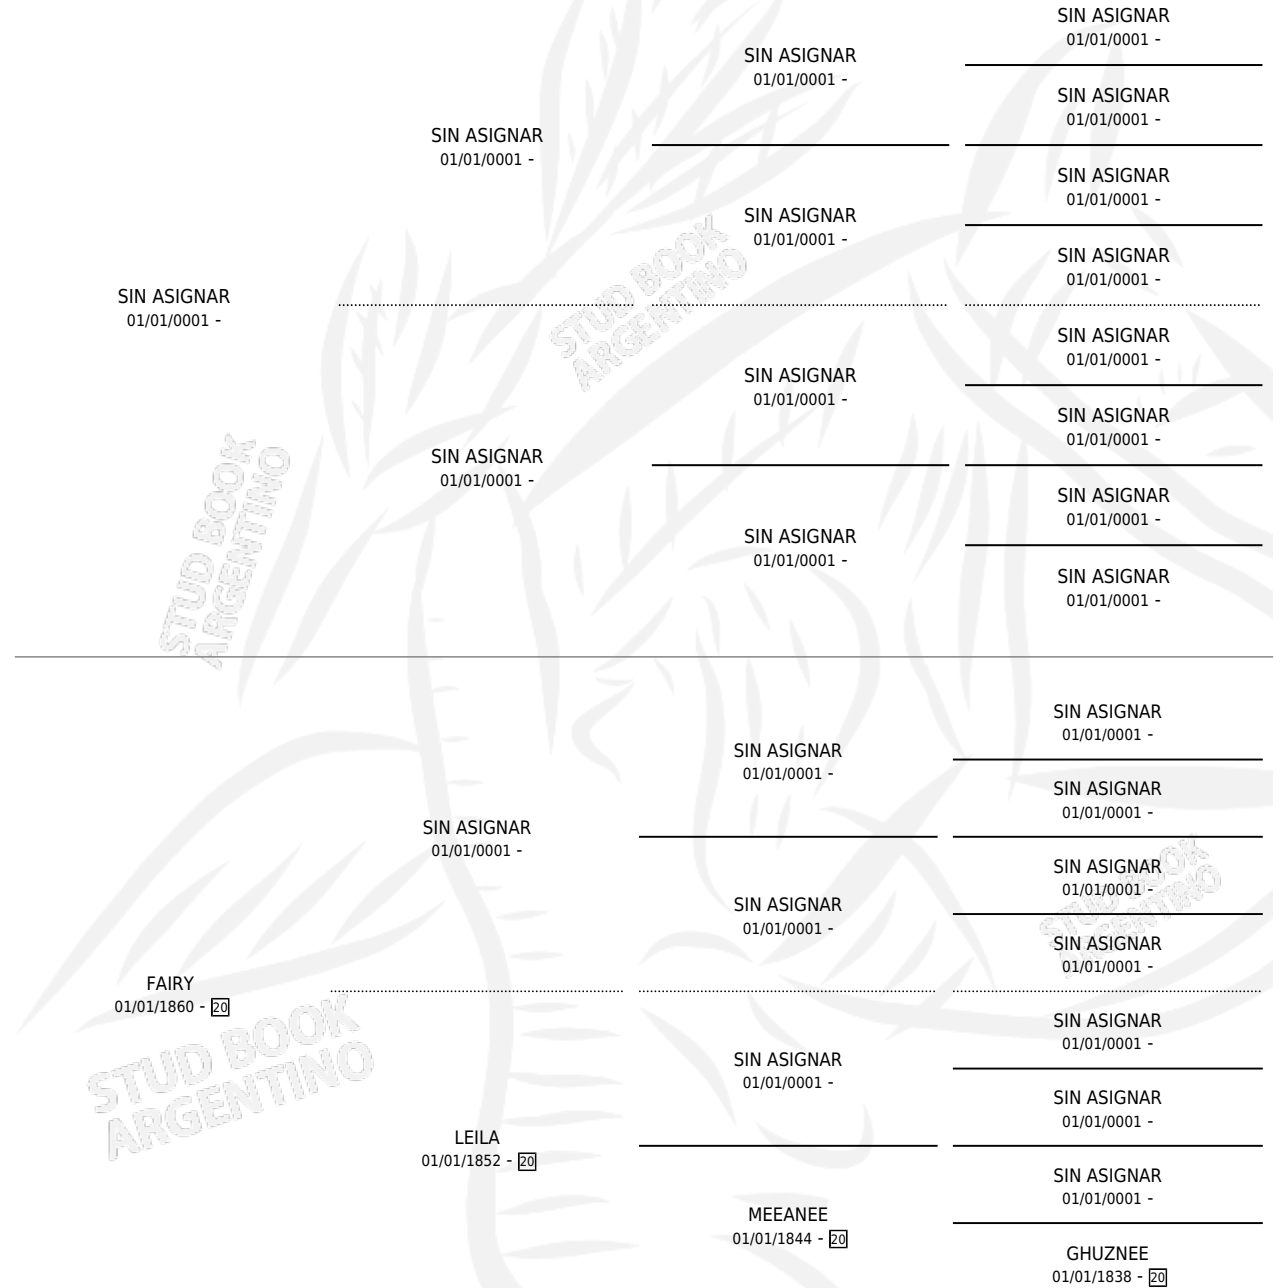 SIN ASIGNAR
01/01/0001 -
SIN ASIGNAR
01/01/0001 -
SIN ASIGNAR
01/01/0001 -
SIN ASIGNAR
01/01/0001 -
SIN ASIGNAR
01/01/0001 -
SIN ASIGNAR
01/01/0001 -
SIN ASIGNAR
01/01/0001 -
SIN ASIGNAR
01/01/0001 -
SIN ASIGNAR
01/01/0001 -
SIN ASIGNAR
01/01/0001 -
SIN ASIGNAR
01/01/0001 -
SIN ASIGNAR
01/01/0001 -
SIN ASIGNAR
01/01/0001 -
SIN ASIGNAR
01/01/0001 -
SIN ASIGNAR
01/01/0001 -
STUD BOOK
ARGENTINO
STUD BOOK
ARGENTINO
SIN ASIGNAR
01/01/0001 -
SIN ASIGNAR
01/01/0001 -
SIN ASIGNAR
01/01/0001 -
SIN ASIGNAR
01/01/0001 -
SIN ASIGNAR
01/01/0001 -
SIN ASIGNAR
01/01/0001 -
SIN ASIGNAR
01/01/0001 -
STUD BOOK
ARGENTINO
FAIRY
01/01/1860 - 20
STUD BOOK
ARGENTINO
SIN ASIGNAR
01/01/0001 -
SIN ASIGNAR
01/01/0001 -
SIN ASIGNAR
01/01/0001 -
LEILA
01/01/1852 - 20
SIN ASIGNAR
01/01/0001 -
MEEANEE
01/01/1844 - 20
GHUZNEE
01/01/1838 - 20